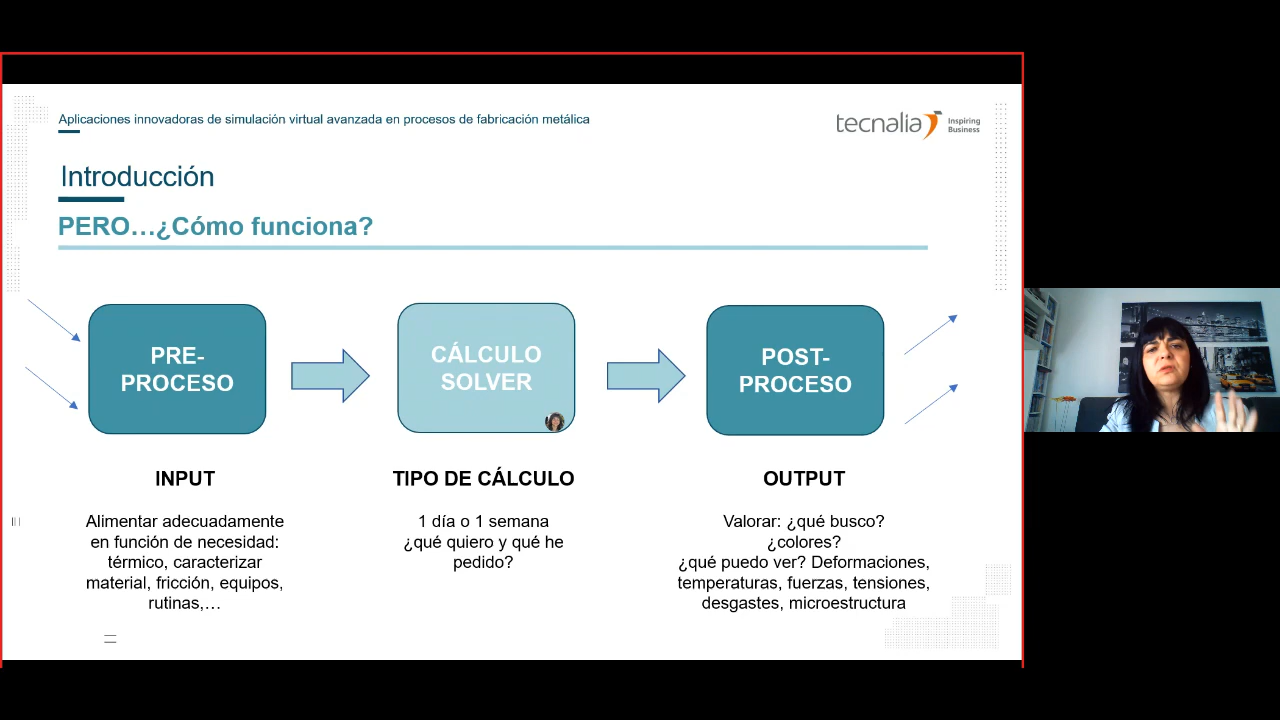 Aplicaciones innovadoras de simulación virtual avanzada en procesos de fabricación metálica
tecnalia Inspiring
Business
Introducción
PERO...¿Cómo funciona?
PRE-
PROCESO
CÁLCULO
SOLVER
POST-
PROCESO
INPUT
Alimentar adecuadamente
en función de necesidad:
térmico, caracterizar
material, fricción, equipos,
rutinas,...
TIPO DE CÁLCULO
1 día o 1 semana
¿qué quiero y qué he
pedido?
OUTPUT
Valorar: ¿qué busco?
¿colores?
¿qué puedo ver? Deformaciones,
temperaturas, fuerzas, tensiones,
desgastes, microestructura